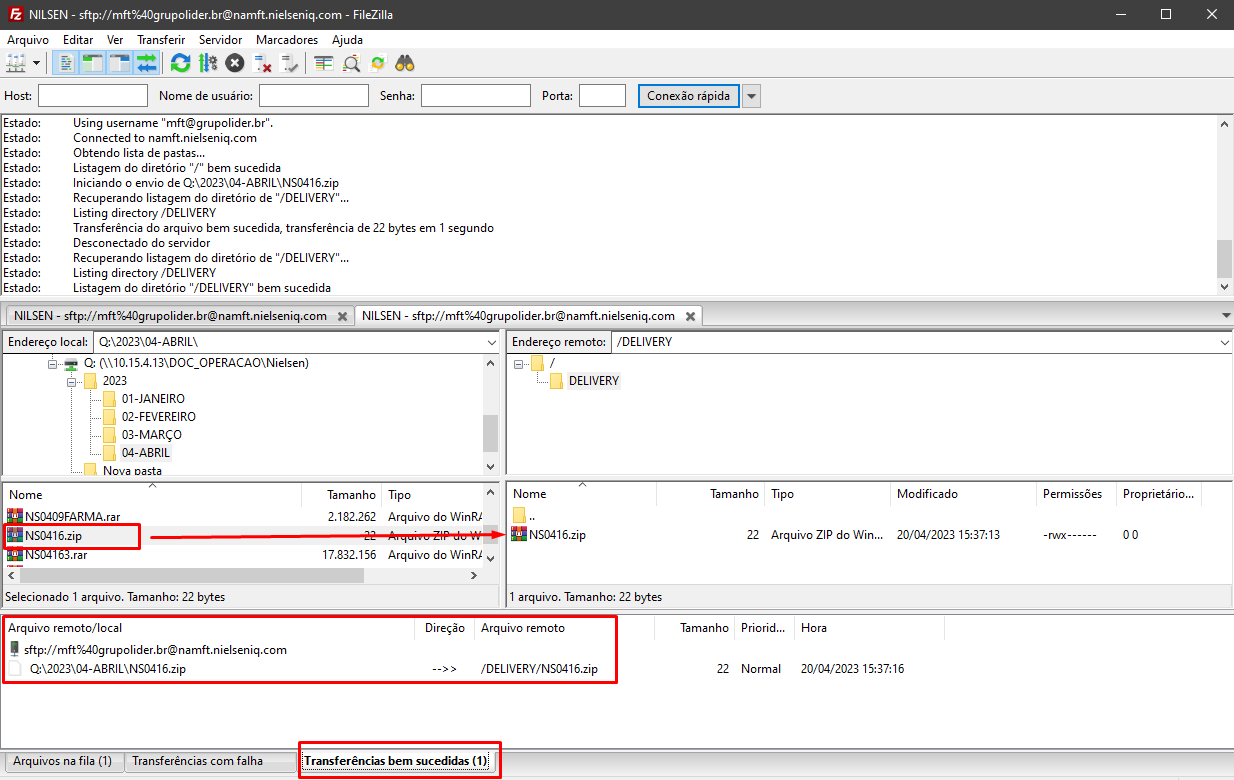 NILSEN - sftp://mft%40grupolider.br@namft.nielseniq.com - FileZilla
Arquivo Editar Ver Transferir Servidor Marcadores Ajuda
Host: Nome de usuário: Senha: Porta: Conexão rápida
Estado: Using username "mft@grupolider.br".
Estado: Connected to namft.nielseniq.com
Estado: Obtendo lista de pastas...
Estado: Listagem do diretório "/" bem sucedida
Estado: Iniciando o envio de Q:\2023\04-ABRIL\NS0416.zip
Estado: Recuperando listagem do diretório de "/DELIVERY"...
Estado: Listing directory /DELIVERY
Estado: Transferência do arquivo bem sucedida, transferência de 22 bytes em 1 segundo
Estado: Desconectado do servidor
Estado: Recuperando listagem do diretório de "/DELIVERY"...
Estado: Listing directory /DELIVERY
Estado: Listagem do diretório "/DELIVERY" bem sucedida
NILSEN - sftp://mft%40grupolider.br@namft.nielseniq.com NILSEN - sftp://mft%40grupolider.br@namft.nielseniq.com
Endereço local: Q:\2023\04-ABRIL\
Q: (\\10.15.4.13\DOC_OPERACAO\Nielsen)
2023
01-JANEIRO
02-FEVEREIRO
03-MARÇO
04-ABRIL
Nova pasta
Endereço remoto: /DELIVERY
/
DELIVERY
Nome Tamanho Tipo
NS0409FARMA.rar 2.182.262 Arquivo do WinRA
NS0416.zip 22 Arquivo ZIP do W
NS04163.rar 17.832.156 Arquivo do WinRA
Selecionado 1 arquivo. Tamanho: 22 bytes
Nome Tamanho Tipo Modificado Permissões Proprietário...
..
NS0416.zip 22 Arquivo ZIP do Win... 20/04/2023 15:37:13 -rwx------ 0 0
1 arquivo. Tamanho: 22 bytes
Arquivo remoto/local Direção Arquivo remoto Tamanho Priorid... Hora
sftp://mft%40grupolider.br@namft.nielseniq.com
Q:\2023\04-ABRIL\NS0416.zip -->> /DELIVERY/NS0416.zip 22 Normal 20/04/2023 15:37:16
Arquivos na fila (1) Transferências com falha Transferências bem sucedidas (1)